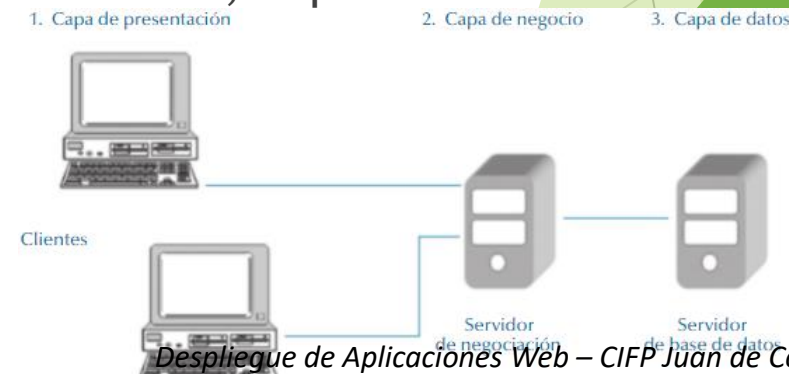 1. Capa de presentación
2. Capa de negocio
3. Capa de datos
Clientes
Servidor
de negociación
Servidor
de base de datos
Despliegue de Aplicaciones Web – CIFP Juan de